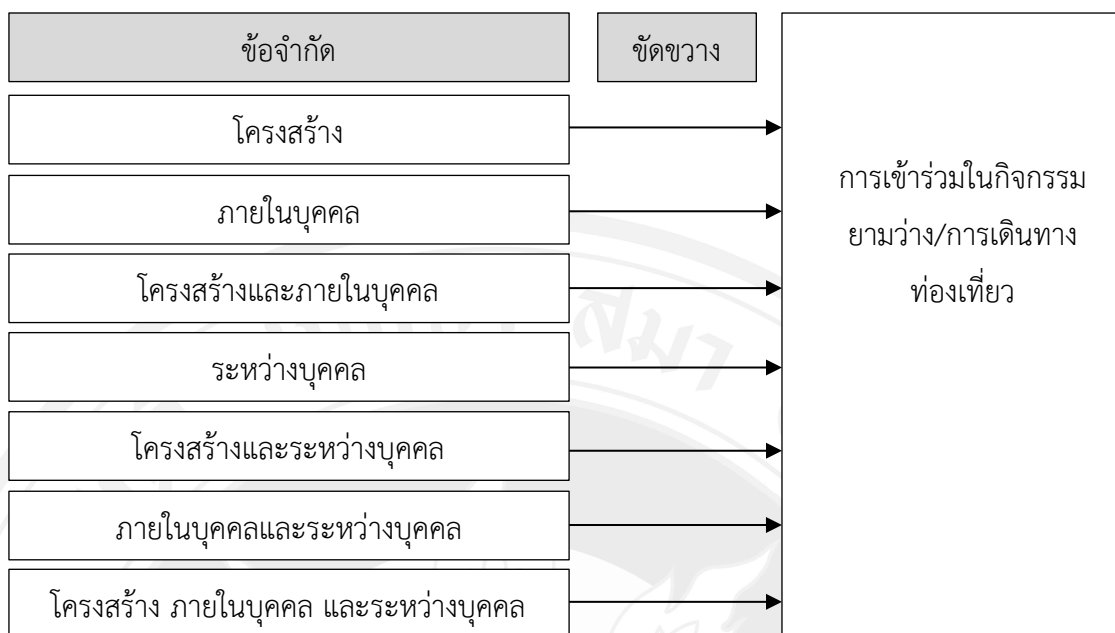 ข้อจำกัด
ขัดขวาง
โครงสร้าง
ภายในบุคคล
โครงสร้างและภายในบุคคล
ระหว่างบุคคล
โครงสร้างและระหว่างบุคคล
ภายในบุคคลและระหว่างบุคคล
โครงสร้าง ภายในบุคคล และระหว่างบุคคล
การเข้าร่วมในกิจกรรม
ยามว่าง/การเดินทาง
ท่องเที่ยว